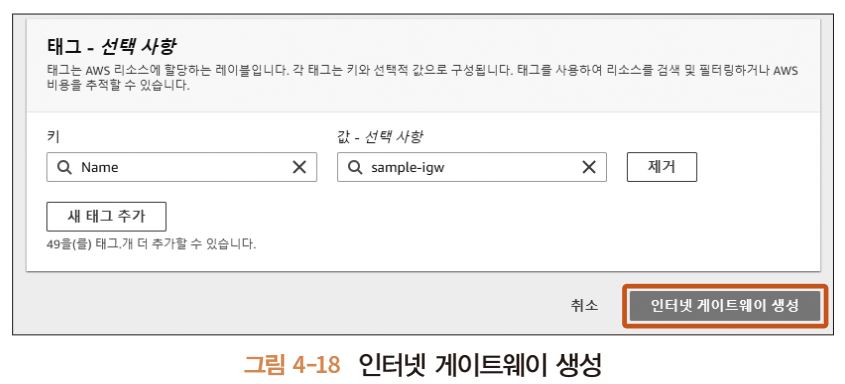 태그 - 선택 사항
태그는 AWS 리소스에 할당하는 레이블입니다. 각 태그는 키와 선택적 값으로 구성됩니다. 태그를 사용하여 리소스를 검색 및 필터링하거나 AWS
비용을 추적할 수 있습니다.
키 값 - 선택 사항
Name sample-igw 제거
새 태그 추가
49을(를) 태그.개 더 추가할 수 있습니다.
취소 인터넷 게이트웨이 생성
그림 4-18 인터넷 게이트웨이 생성